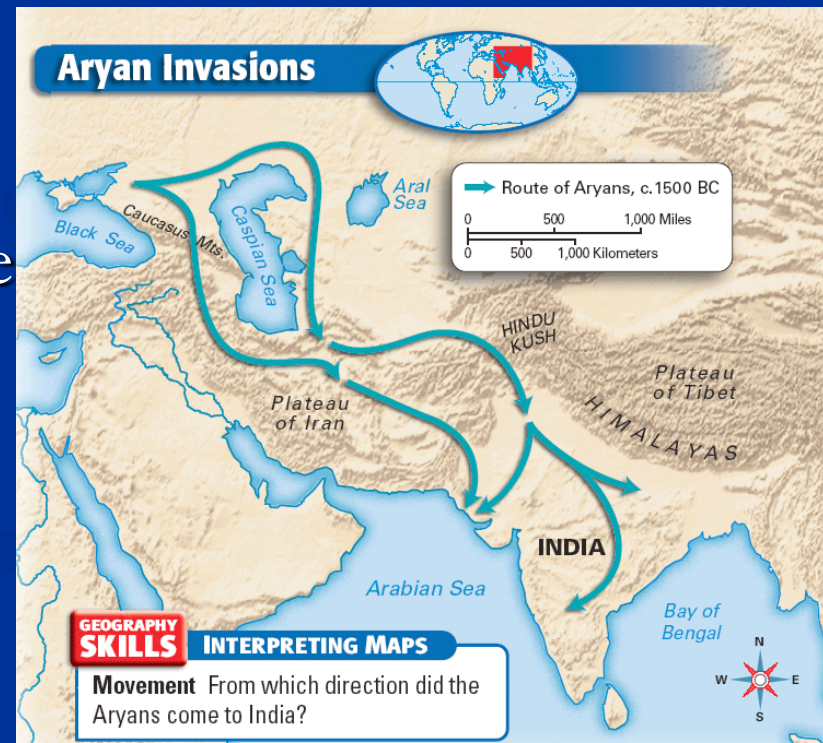 Aryan Invasions
Route of Aryans, c.1500 BC
0 500 1,000 Miles
0 500 1,000 Kilometers
Black Sea
Caucasus Mts.
Caspian Sea
Aral
Sea
e
HINDU
KUSH
Plateau
of Tibet
HIMALAYAS
Plateau
of Iran
INDIA
Arabian Sea
Bay of
Bengal
N
W E
S
GEOGRAPHY
SKILLS INTERPRETING MAPS
Movement From which direction did the
Aryans come to India?